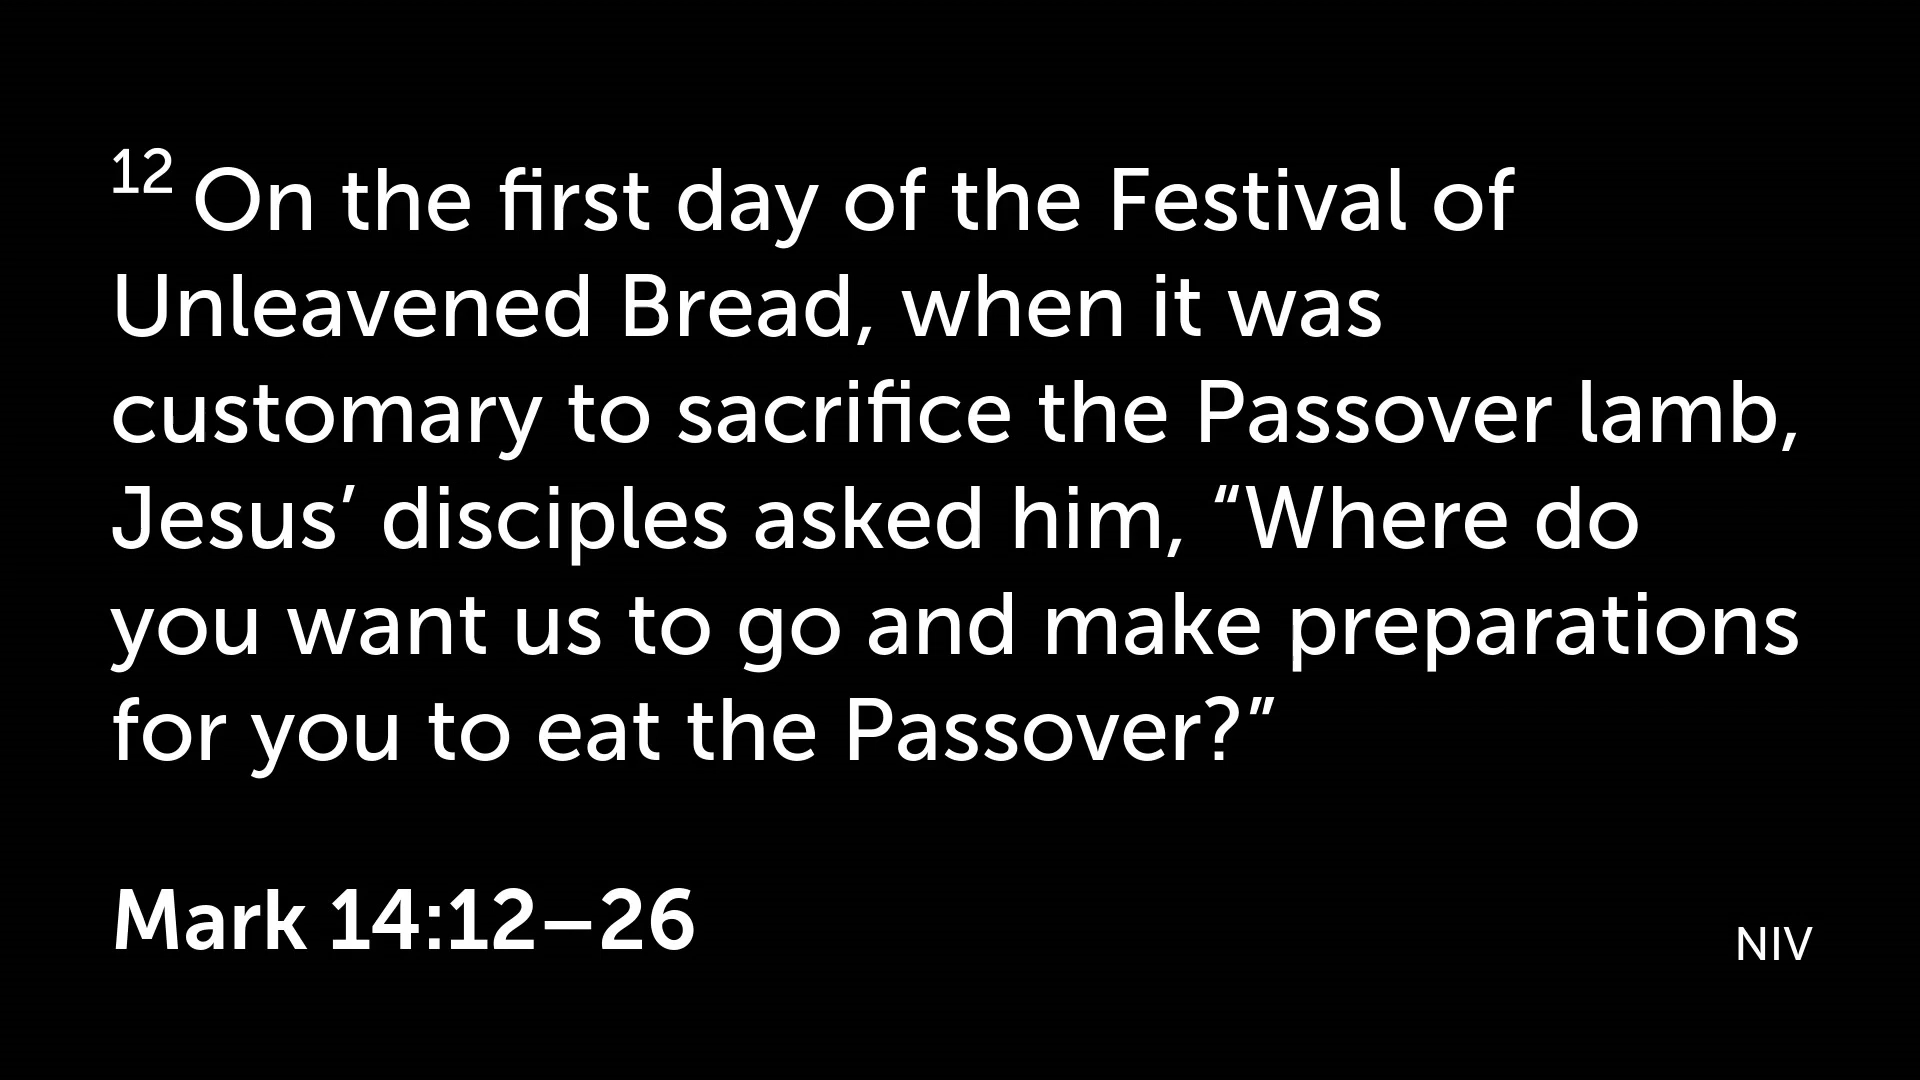 12 On the first day of the Festival of
Unleavened Bread, when it was
customary to sacrifice the Passover lamb,
Jesus’ disciples asked him, “Where do
you want us to go and make preparations
for you to eat the Passover?”
Mark 14:12–26
NIV